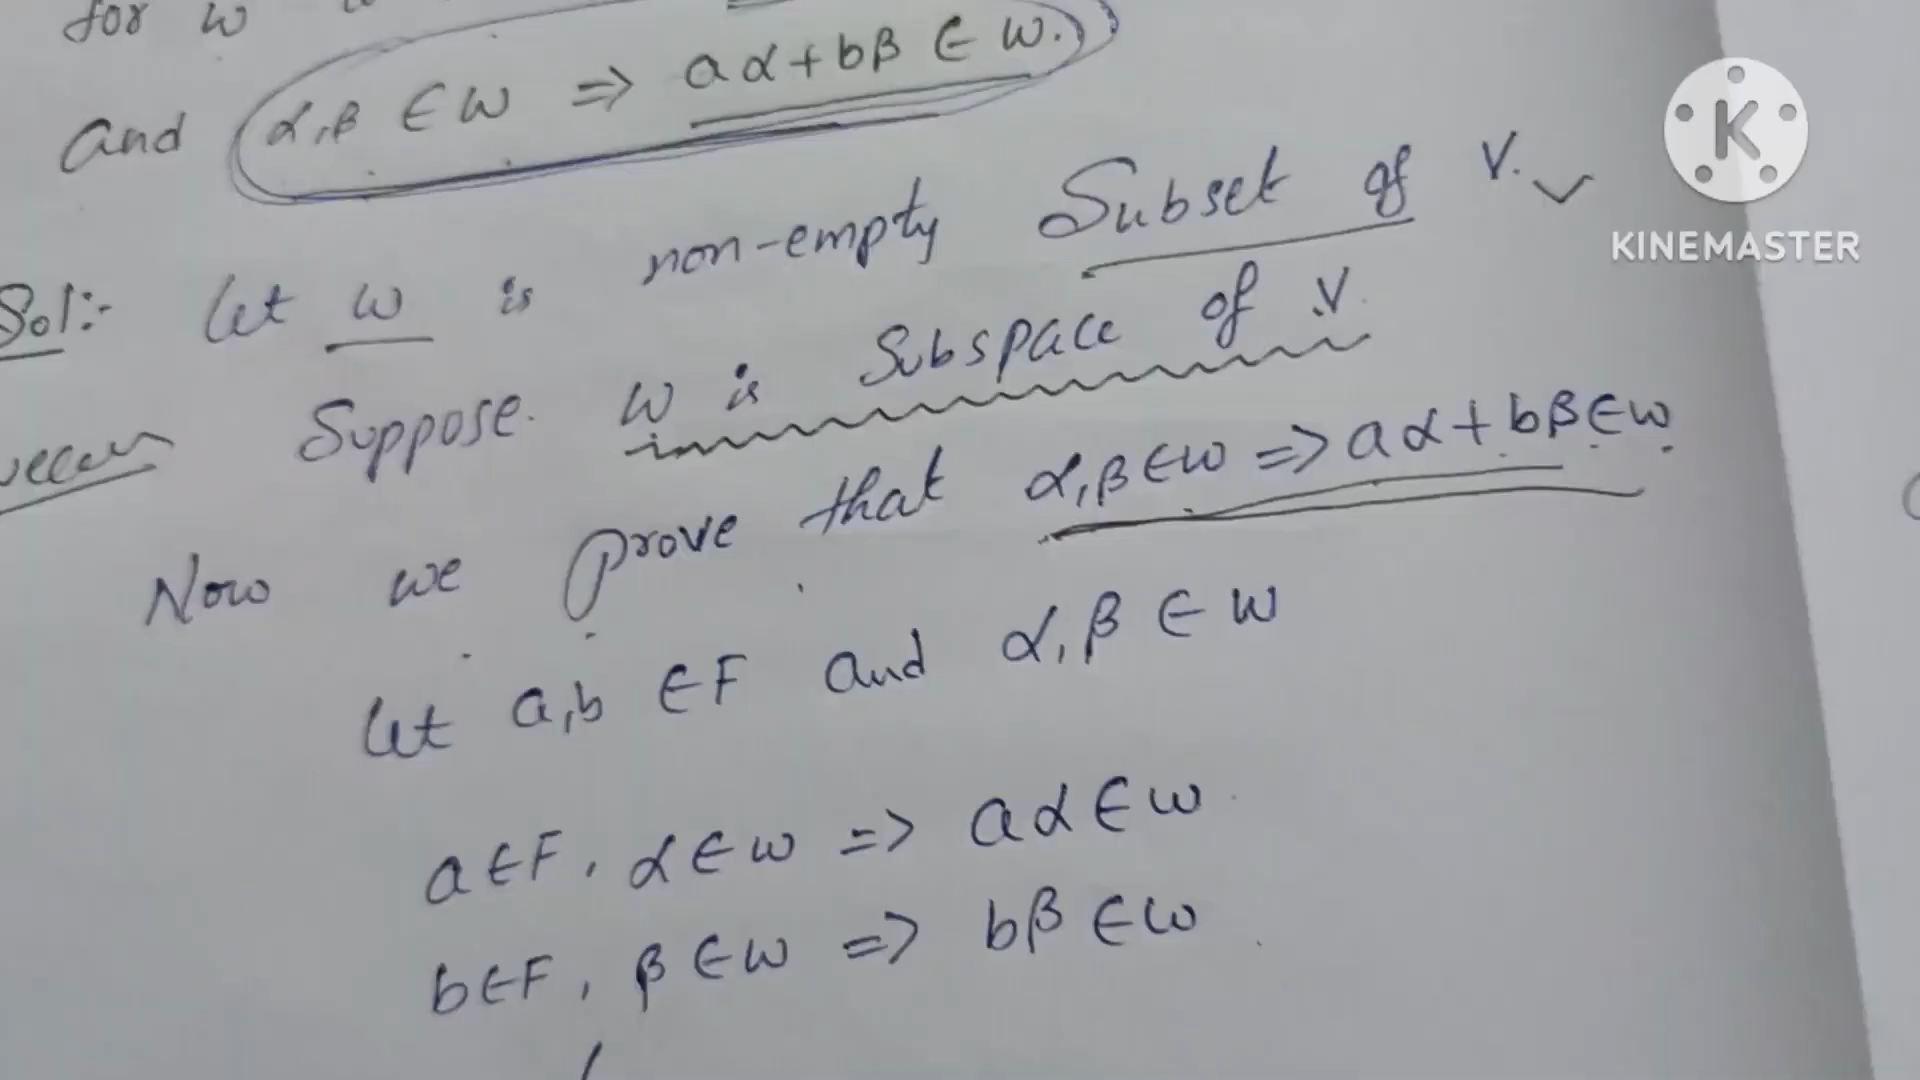 for w
and α,β ∈ w => aα+bβ ∈ w.
Sol:- let w is non-empty Subset of V.
Suppose. w is Subspace of V.
Now we prove that α,β ∈ w => aα+bβ ∈ w
let a,b ∈ F and α,β ∈ w
a ∈ F, α ∈ w => aα ∈ w
b ∈ F, β ∈ w => bβ ∈ w
K
KINEMASTER